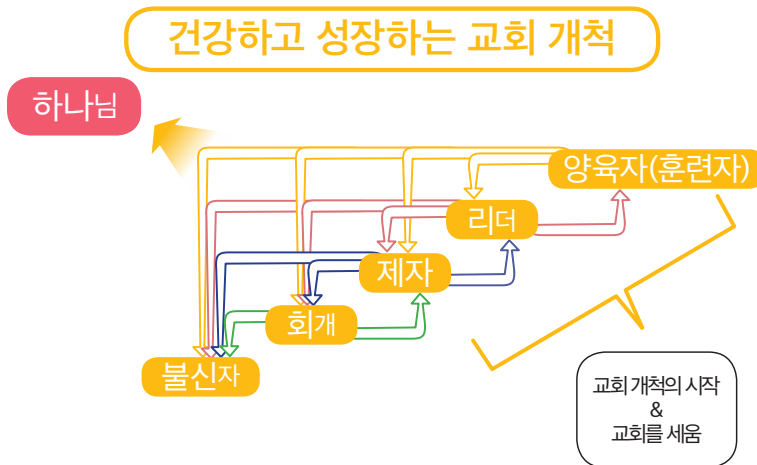 건강하고 성장하는 교회 개척
하나님
양육자(훈련자)
리더
제자
회개
불신자
교회 개척의 시작
&
교회를 세움